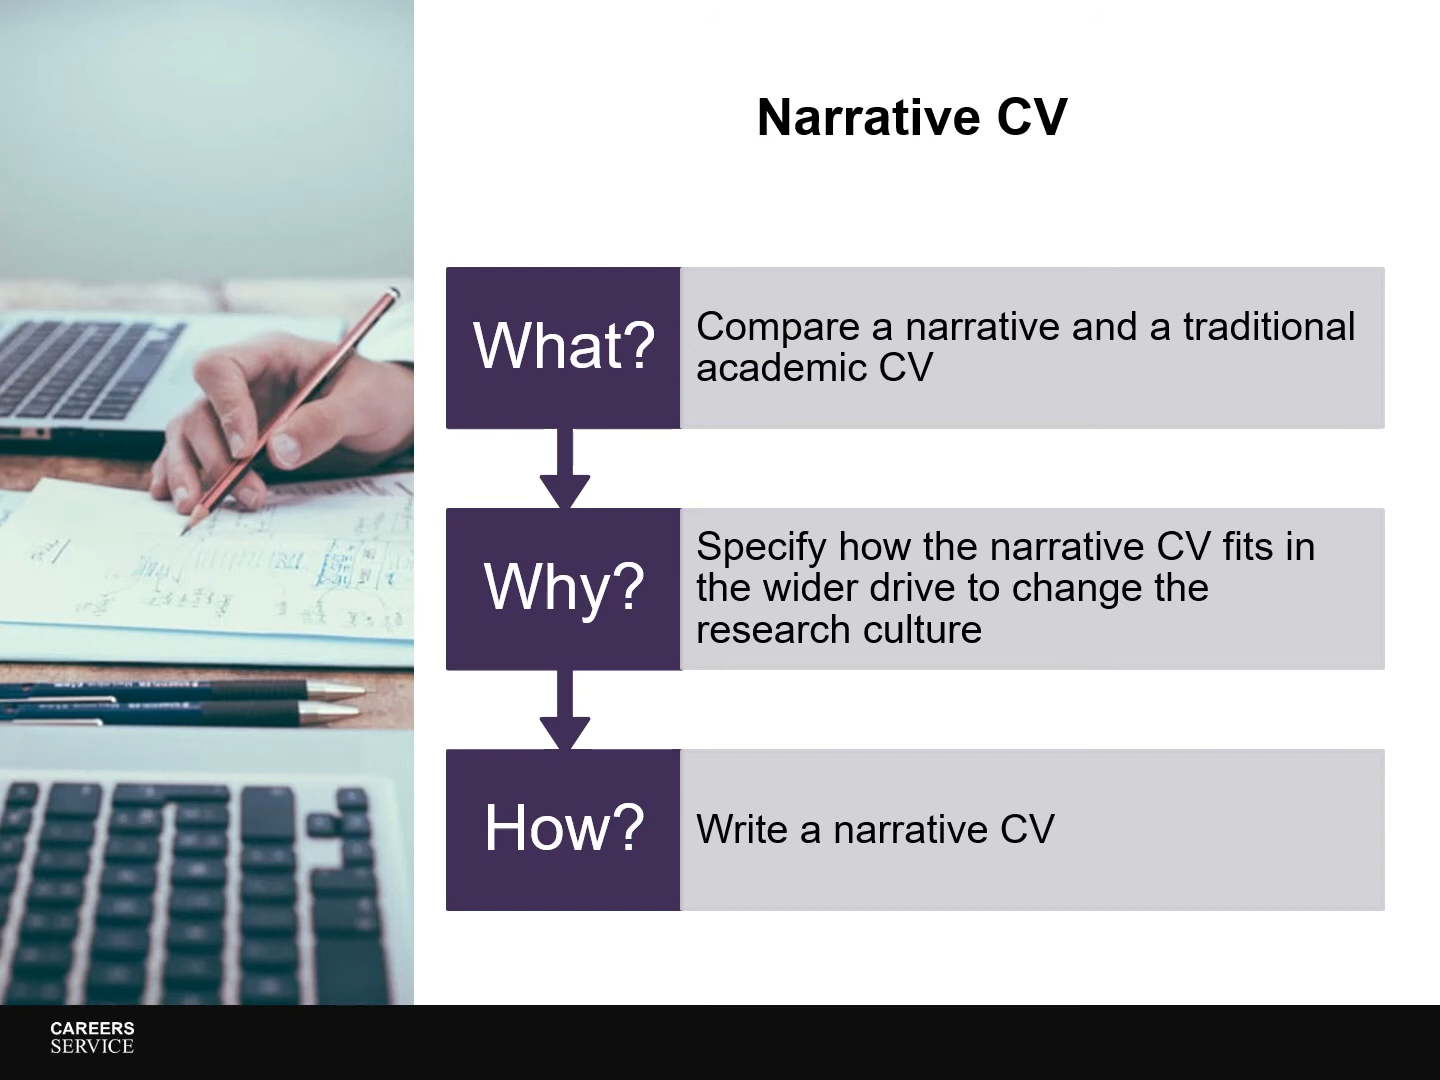 Narrative CV
What?
Compare a narrative and a traditional
academic CV
Why?
Specify how the narrative CV fits in
the wider drive to change the
research culture
How?
Write a narrative CV
CAREERS
SERVICE